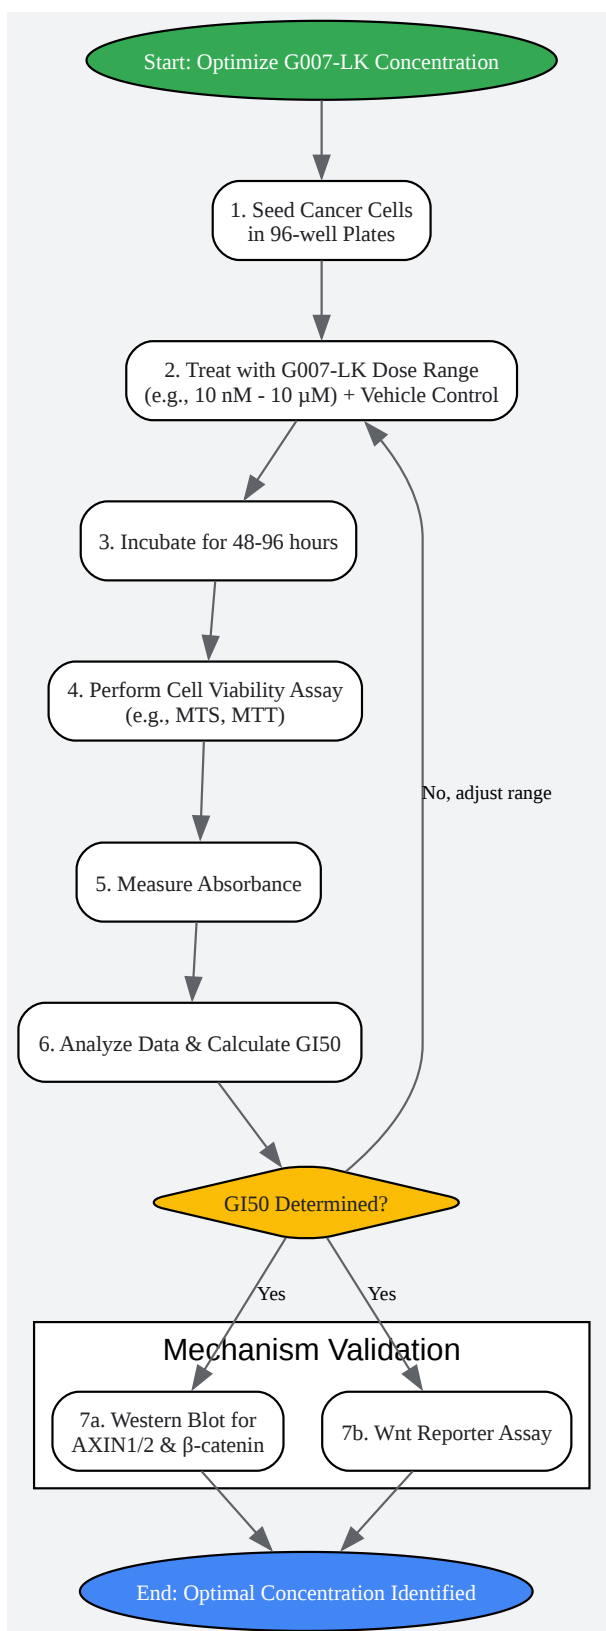 Start: Optimize G007-LK Concentration
1. Seed Cancer Cells
in 96-well Plates
2. Treat with G007-LK Dose Range
(e.g., 10 nM - 10 µM) + Vehicle Control
3. Incubate for 48-96 hours
4. Perform Cell Viability Assay
(e.g., MTS, MTT)
No, adjust range
5. Measure Absorbance
6. Analyze Data & Calculate GI50
GI50 Determined?
Yes
Yes
Mechanism Validation
7a. Western Blot for
AXIN1/2 & β-catenin
7b. Wnt Reporter Assay
End: Optimal Concentration Identified